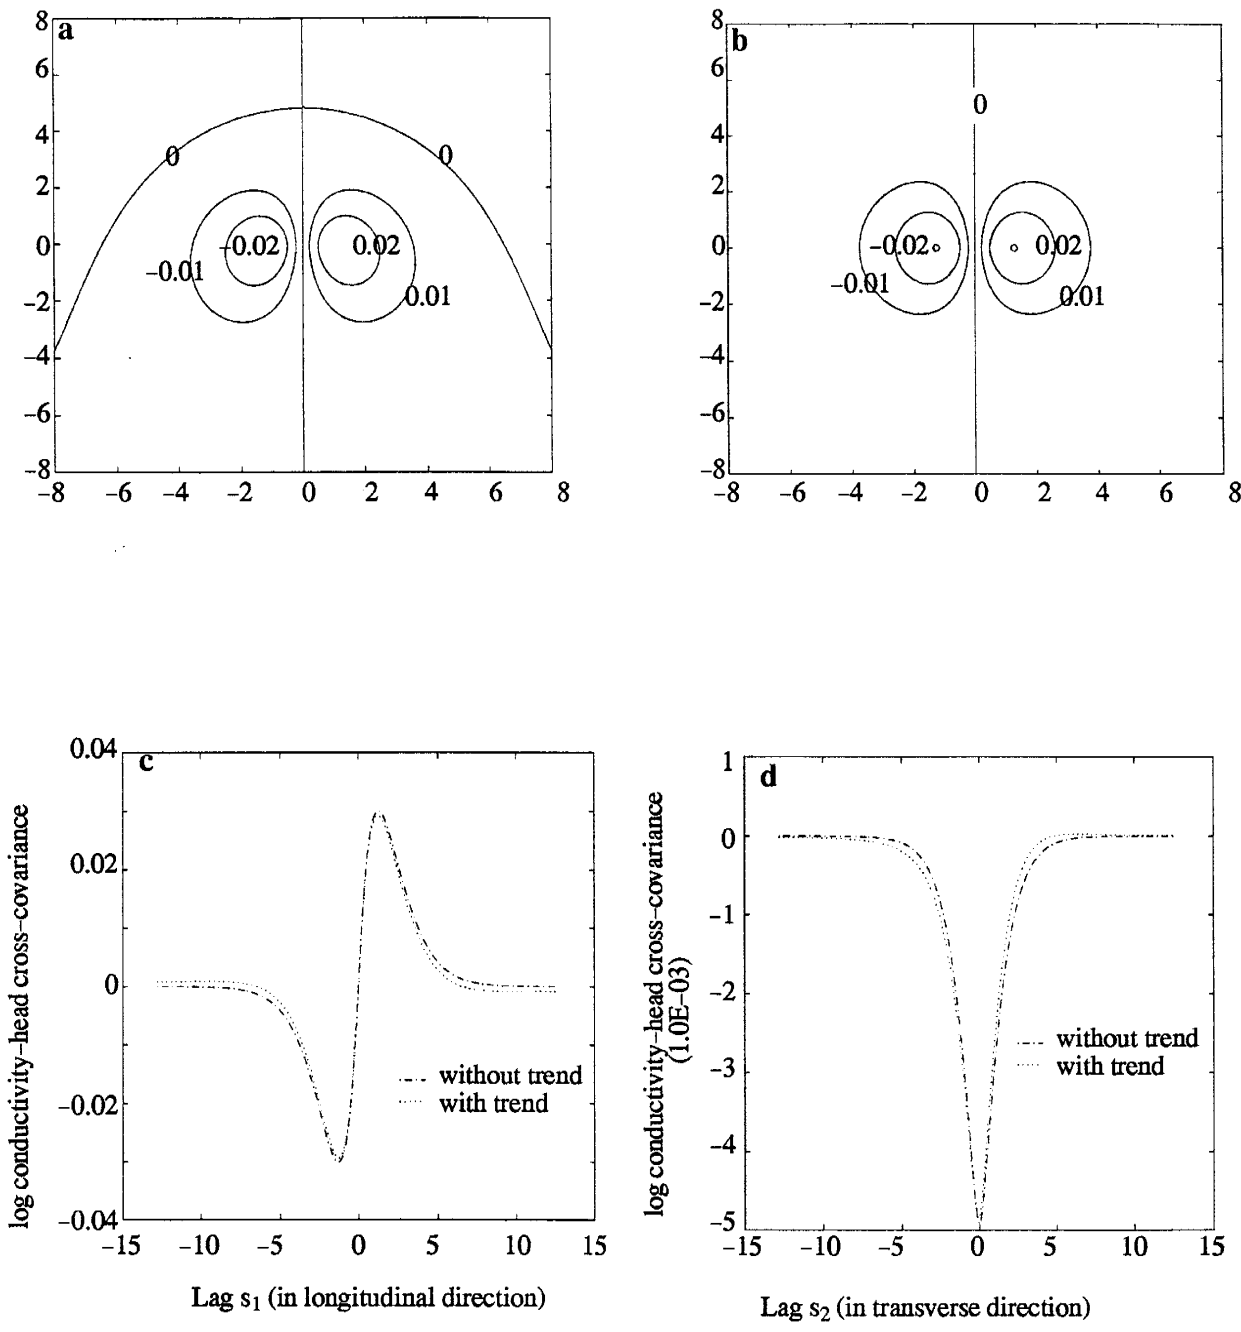 a
8
6
4
2
0
−2
−4
−6
−8
0
0
−0.02
0.02
−0.01
0.01
−8 −6 −4 −2 0 2 4 6 8
b
8
6
4
2
0
−2
−4
−6
−8
0
−0.02
0.02
−0.01
0.01
−8 −6 −4 −2 0 2 4 6 8
c
log conductivity−head cross−covariance
0.04
0.02
0
−0.02
−0.04
without trend
with trend
−15 −10 −5 0 5 10 15
Lag s1 (in longitudinal direction)
d
log conductivity−head cross−covariance
(1.0E−03)
1
0
−1
−2
−3
−4
−5
without trend
with trend
−15 −10 −5 0 5 10 15
Lag s2 (in transverse direction)